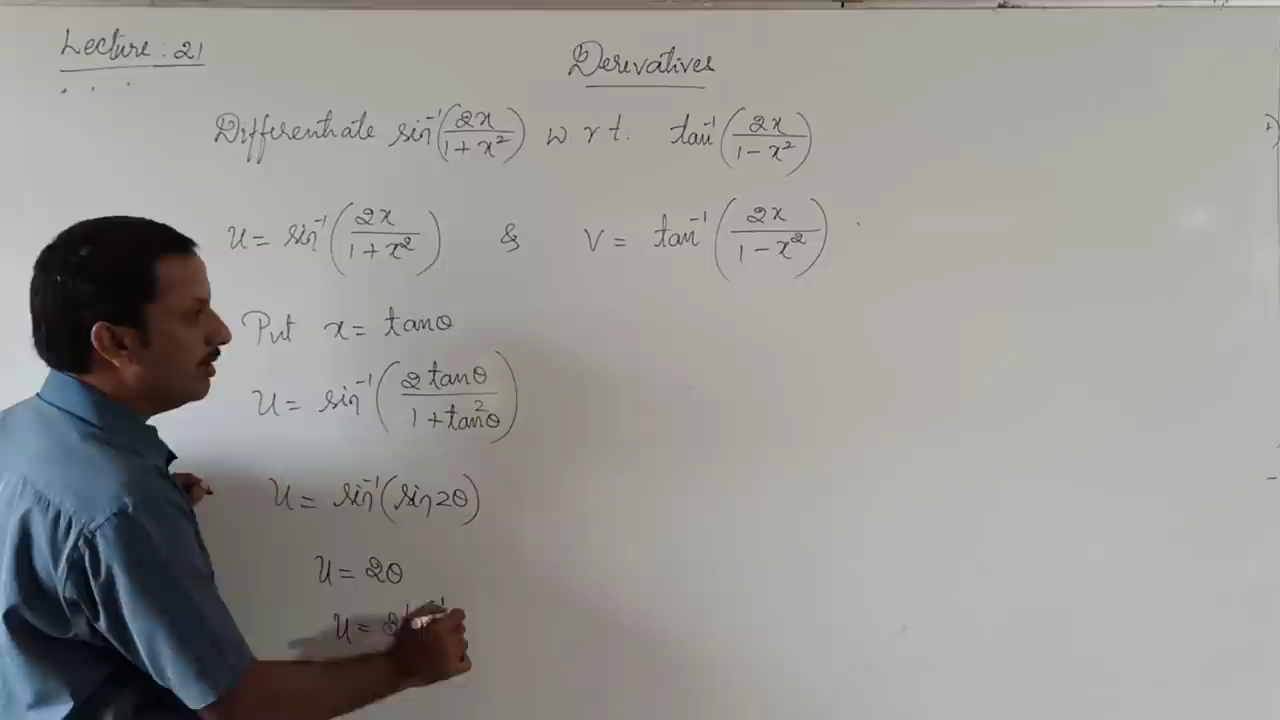 Lecture : 21
Derivatives
Differentiate sin⁻¹(2x/(1+x²)) w r t. tan⁻¹(2x/(1-x²))
u = sin⁻¹(2x/(1+x²)) & v = tan⁻¹(2x/(1-x²))
Put x = tanθ
u = sin⁻¹(2tanθ/(1+tan²θ))
u = sin⁻¹(sin2θ)
u = 2θ
u = 2